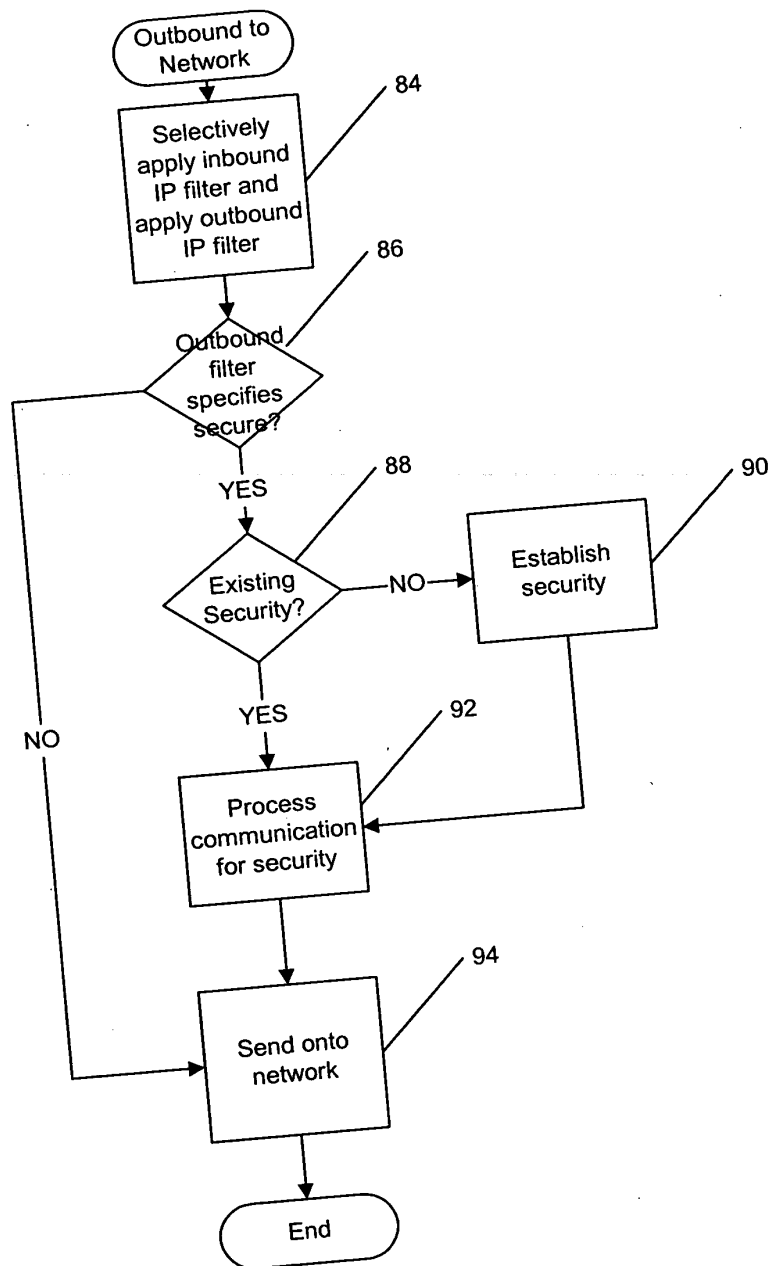 Outbound to
Network
84
Selectively
apply inbound
IP filter and
apply outbound
IP filter
86
Outbound
filter
specifies
secure?
YES
88
90
Existing
Security?
NO
Establish
security
YES
92
NO
Process
communication
for security
94
Send onto
network
End